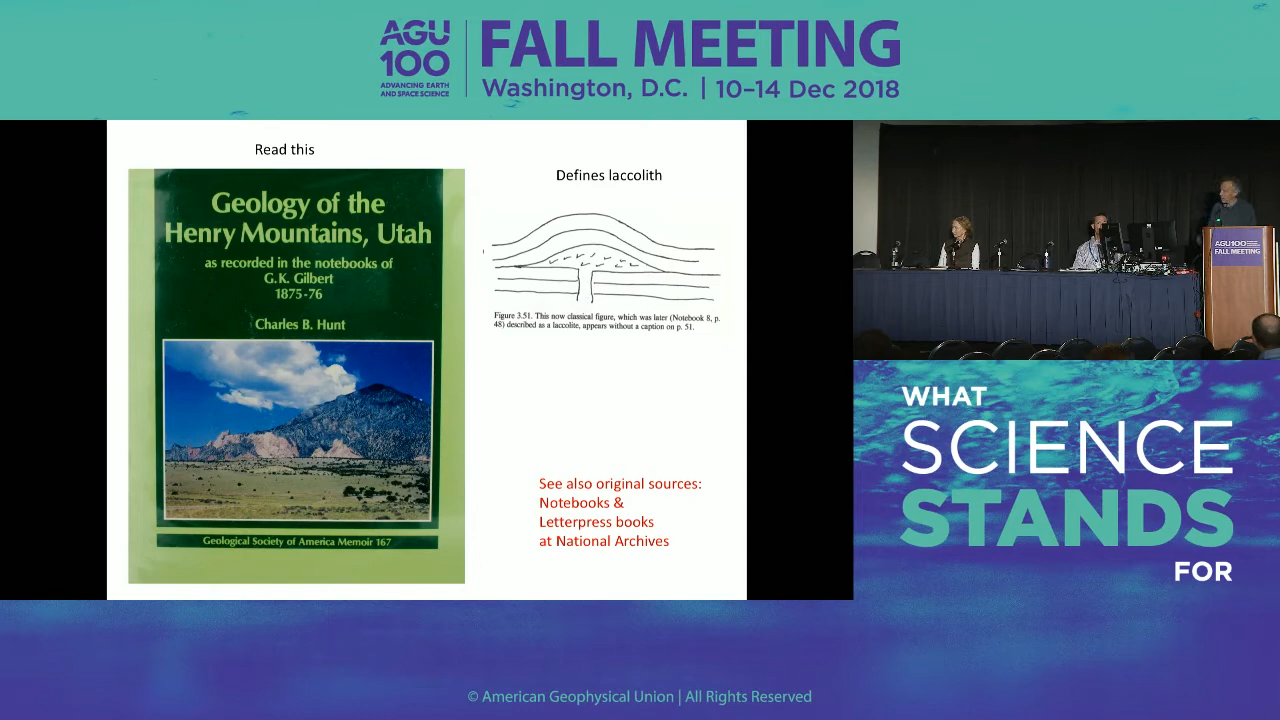 AGU
100
ADVANCING EARTH
AND SPACE SCIENCE
FALL MEETING
Washington, D.C. | 10–14 Dec 2018
Read this
Geology of the
Henry Mountains, Utah
as recorded in the notebooks of
G.K. Gilbert
1875-76
Charles B. Hunt
Geological Society of America Memoir 167
Defines laccolith
Figure 3.51. This now classical figure, which was later (Notebook 8, p.
48) described as a laccolite, appears without a caption on p. 51.
See also original sources:
Notebooks &
Letterpress books
at National Archives
AGU100
FALL MEETING
WHAT
SCIENCE
STANDS
FOR
© American Geophysical Union | All Rights Reserved